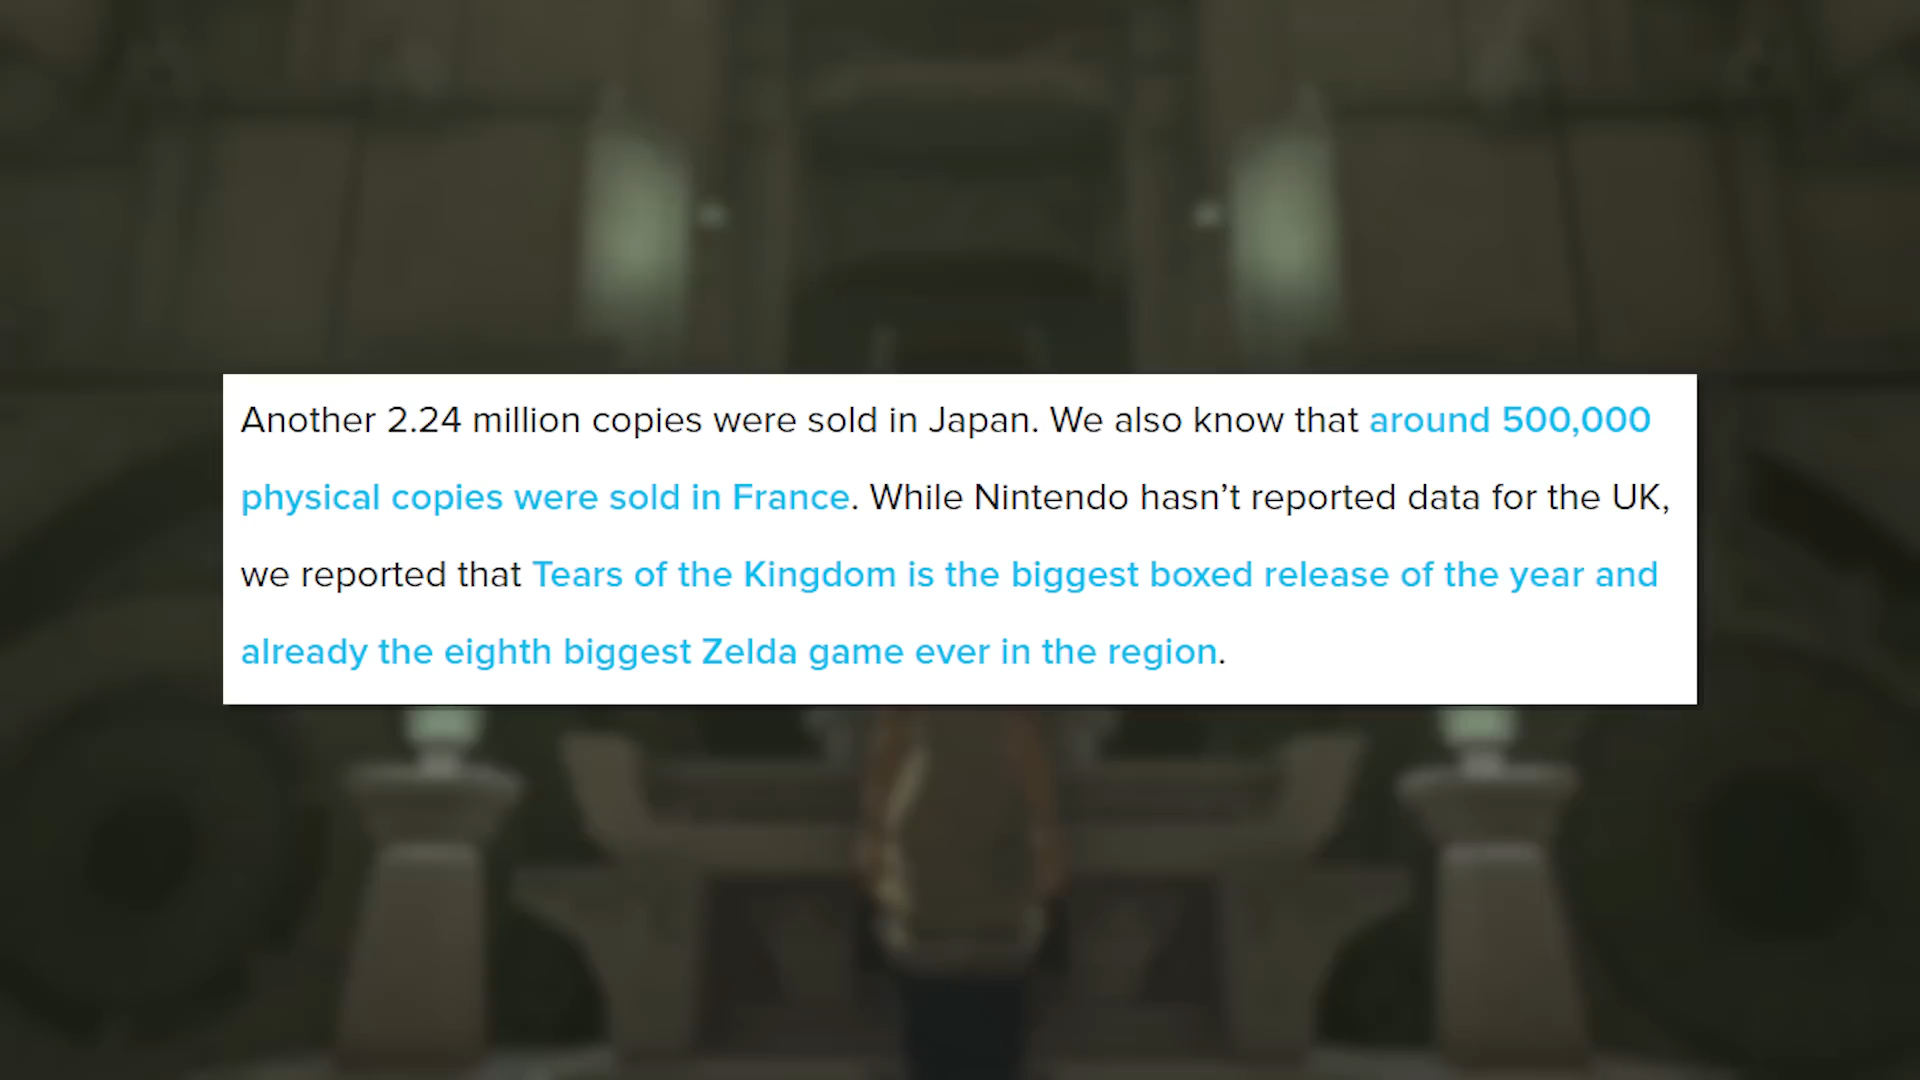 Another 2.24 million copies were sold in Japan. We also know that around 500,000
physical copies were sold in France. While Nintendo hasn’t reported data for the UK,
we reported that Tears of the Kingdom is the biggest boxed release of the year and
already the eighth biggest Zelda game ever in the region.